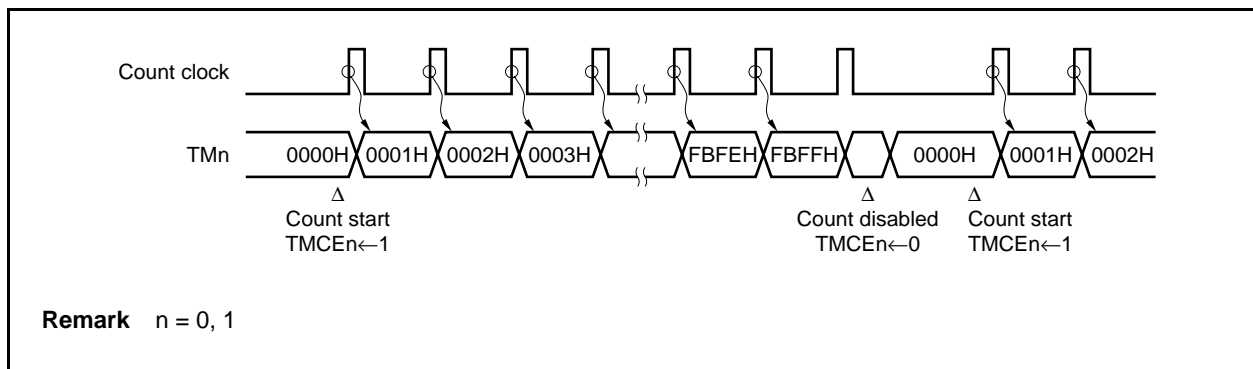 Count clock
TMn
0000H 0001H 0002H 0003H FBFEH FBFFH 0000H 0001H 0002H
Δ Δ Δ
Count start Count disabled Count start
TMCEn←1 TMCEn←0 TMCEn←1
Remark n = 0, 1